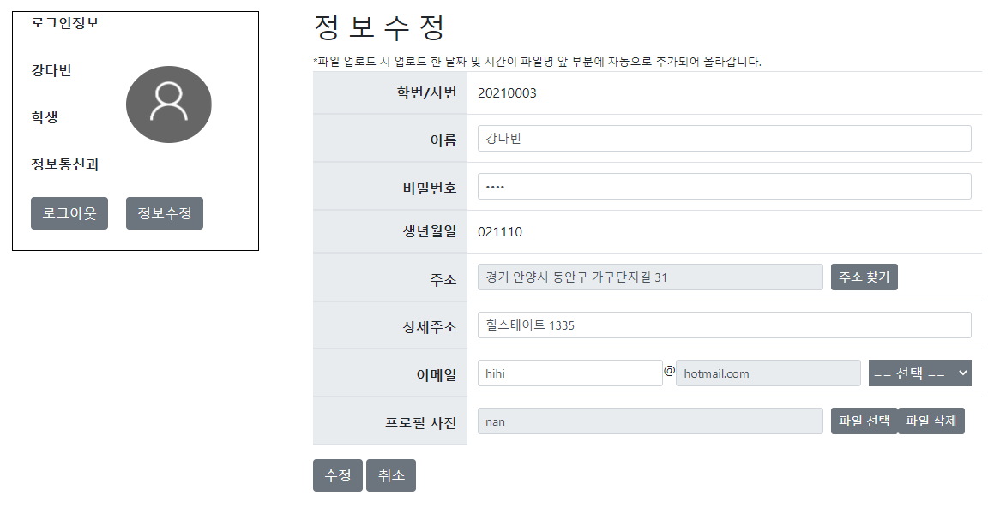 로그인정보
강다빈
학생
정보통신과
로그아웃 정보수정
정 보 수 정
*파일 업로드 시 업로드 한 날짜 및 시간이 파일명 앞 부분에 자동으로 추가되어 올라갑니다.
학번/사번 20210003
이름 강다빈
비밀번호 ••••
생년월일 021110
주소 경기 안양시 동안구 가구단지길 31 주소 찾기
상세주소 힐스테이트 1335
이메일 hihi @ hotmail.com == 선택 ==
프로필 사진 nan 파일 선택 파일 삭제
수정 취소